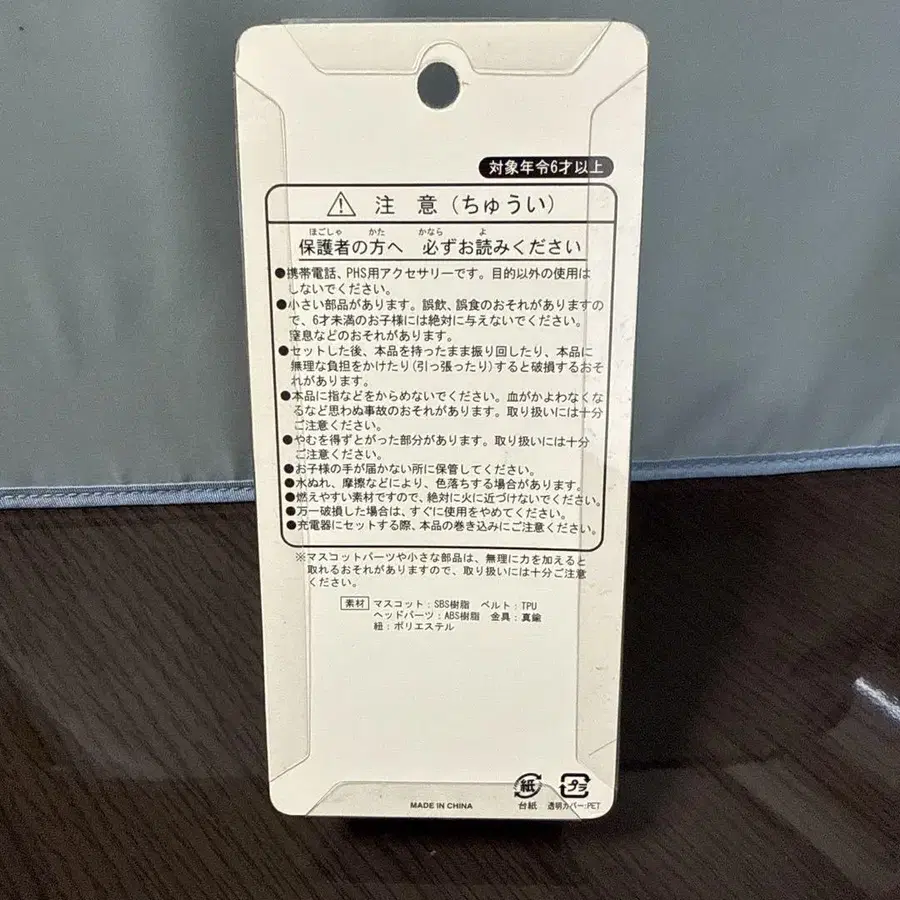 対象年令6才以上
⚠ 注 意 (ちゅうい)
ほごしゃ かた かなら よ
保護者の方へ 必ずお読みください
●携帯電話、PHS用アクセサリーです。目的以外の使用は
しないでください。
●小さい部品があります。誤飲、誤食のおそれがありますの
で、6才未満のお子様には絶対に与えないでください。
窒息などのおそれがあります。
●セットした後、本品を持ったまま振り回したり、本品に
無理な負担をかけたり(引っ張ったり)すると破損するおそ
れがあります。
●本品に指などをからめないでください。血がかよわなくな
るなど思わぬ事故のおそれがあります。取り扱いには十分
ご注意ください。
●やむを得ずとがった部分があります。取り扱いには十分
ご注意ください。
●お子様の手が届かない所に保管してください。
●水ぬれ、摩擦などにより、色落ちする場合があります。
●燃えやすい素材ですので、絶対に火に近づけないでください。
●万一破損した場合は、すぐに使用をやめてください。
●充電器にセットする際、本品の巻き込みにご注意ください。
※マスコットパーツや小さな部品は、無理に力を加えると
取れるおそれがありますので、取り扱いには十分ご注意
ください。
素材 マスコット:SBS樹脂 ベルト:TPU
ヘッドパーツ:ABS樹脂 金具:真鍮
紐:ポリエステル
紙 プラ
MADE IN CHINA 台紙 透明カバー:PET